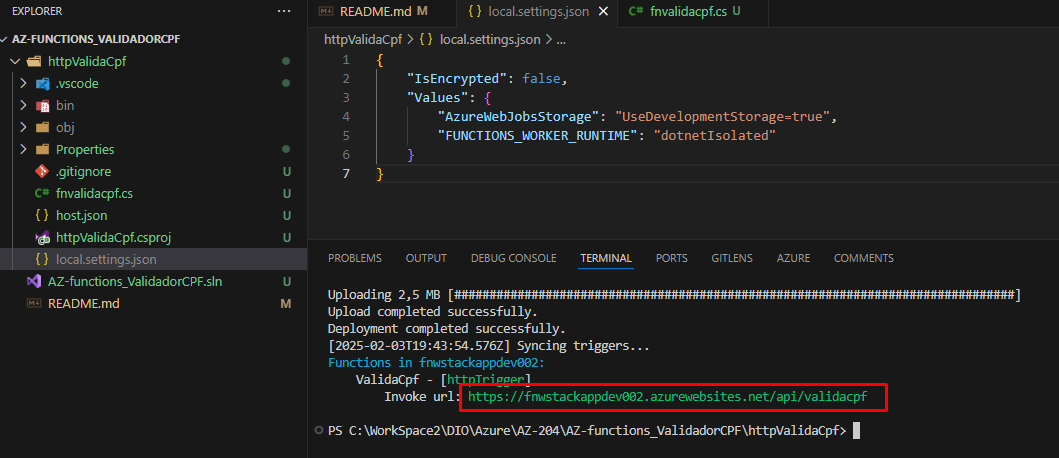 EXPLORER ...
AZ-FUNCTIONS_VALIDADORCPF
httpValidaCpf
.vscode
bin
obj
Properties
.gitignore U
C# fnvalidacpf.cs U
{} host.json U
httpValidaCpf.csproj U
{} local.settings.json
AZ-functions_ValidadorCPF.sln U
README.md M
README.md M {} local.settings.json × C# fnvalidacpf.cs U
httpValidaCpf > {} local.settings.json > ...
1 {
2 "IsEncrypted": false,
3 "Values": {
4 "AzureWebJobsStorage": "UseDevelopmentStorage=true",
5 "FUNCTIONS_WORKER_RUNTIME": "dotnetIsolated"
6 }
7 }
PROBLEMS OUTPUT DEBUG CONSOLE TERMINAL PORTS GITLENS AZURE COMMENTS
Uploading 2,5 MB [################################################################################]
Upload completed successfully.
Deployment completed successfully.
[2025-02-03T19:43:54.576Z] Syncing triggers...
Functions in fnwstackappdev002:
ValidaCpf - [httpTrigger]
Invoke url: https://fnwstackappdev002.azurewebsites.net/api/validacpf
PS C:\WorkSpace2\DIO\Azure\AZ-204\AZ-functions_ValidadorCPF\httpValidaCpf>